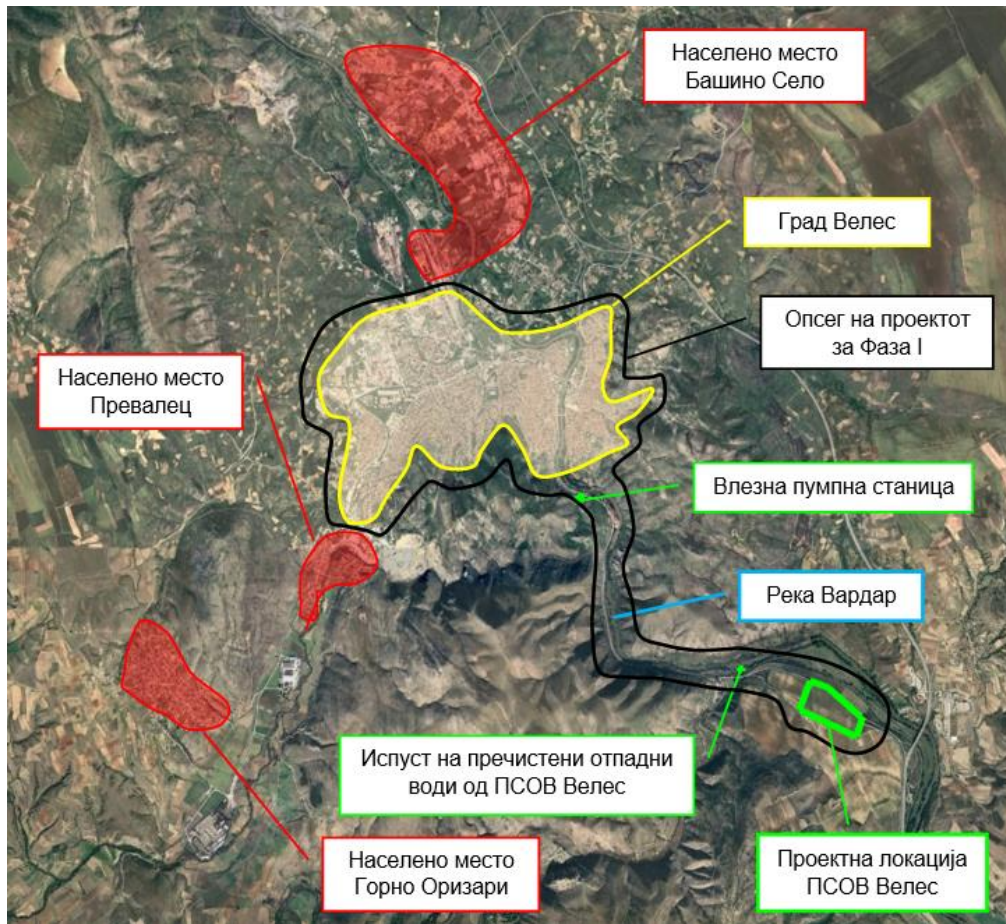 Населено место
Башино Село
Град Велес
Опсег на проектот
за Фаза I
Населено место
Превалец
Влезна пумпна станица
Река Вардар
Испуст на пречистени отпадни
води од ПСОВ Велес
Населено место
Горно Оризари
Проектна локација
ПСОВ Велес